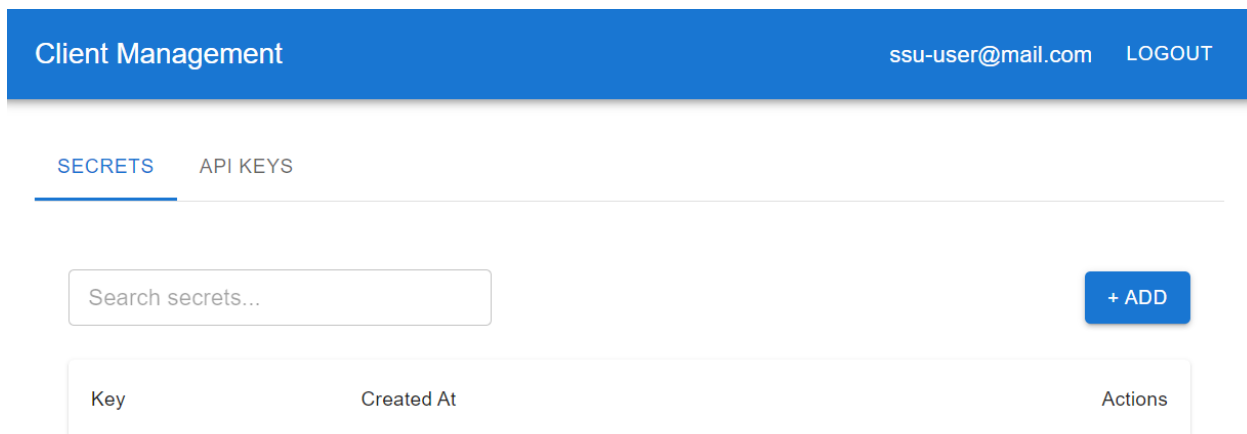 Client Management ssu-user@mail.com LOGOUT
SECRETS API KEYS
Search secrets... + ADD
Key Created At Actions